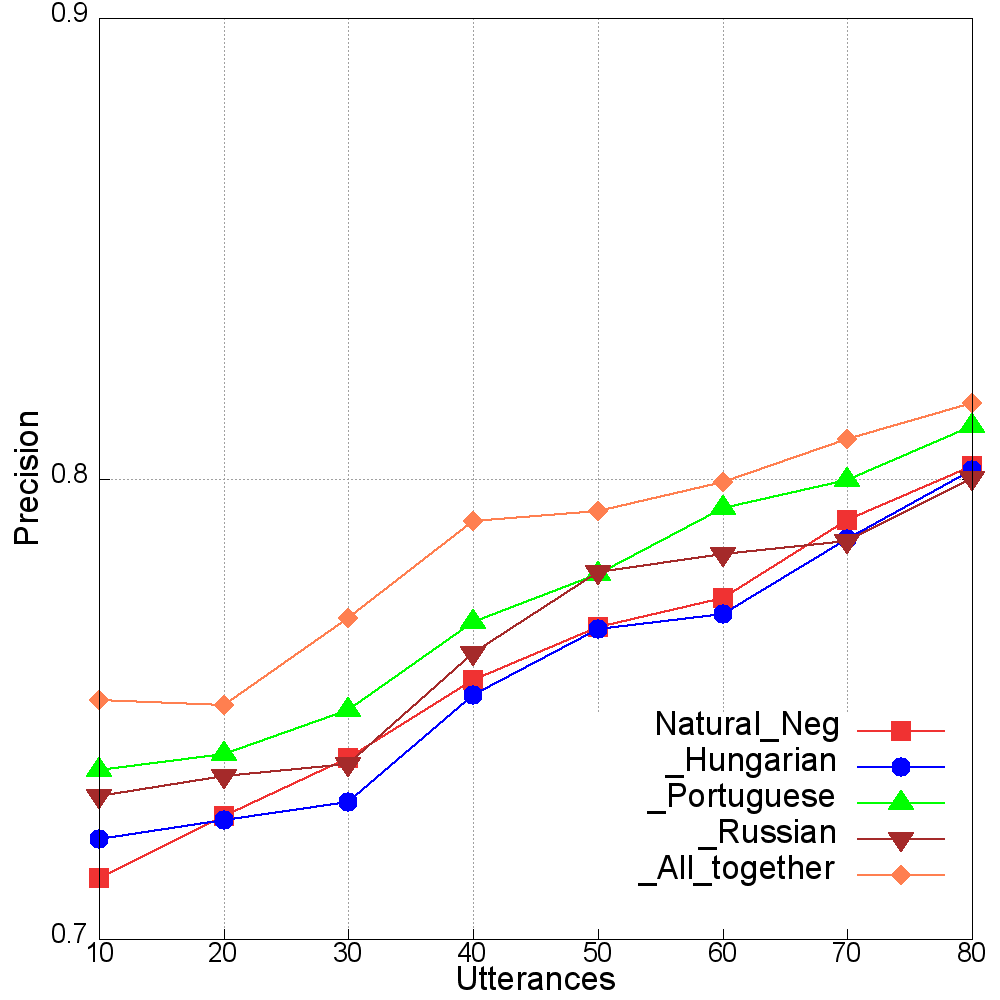 0.9
0.8
0.7
Precision
Natural_Neg
_Hungarian
_Portuguese
_Russian
_All_together
10 20 30 40 50 60 70 80
Utterances